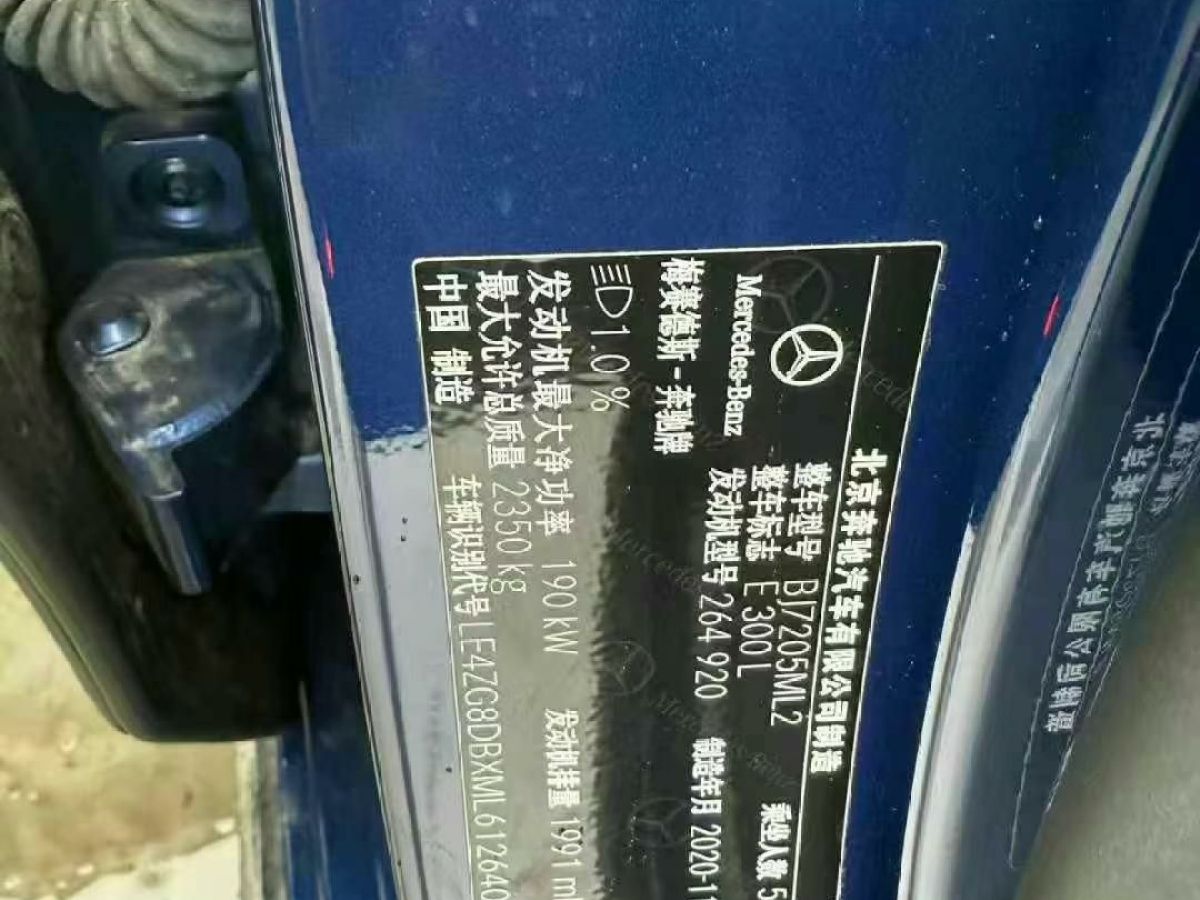 北京奔驰汽车有限公司制造
Mercedes-Benz
梅赛德斯-奔驰牌
整车型号 BJ7205ML2
乘坐人数 5
整车标志 E 300 L
发动机型号 264 920
制造年月 2020-11
1.0 %
发动机最大净功率 190 kW
发动机排量 1991 ml
最大允许总质量 2350 kg
中国 制造
车辆识别代号 LE4ZG8DBXML612640